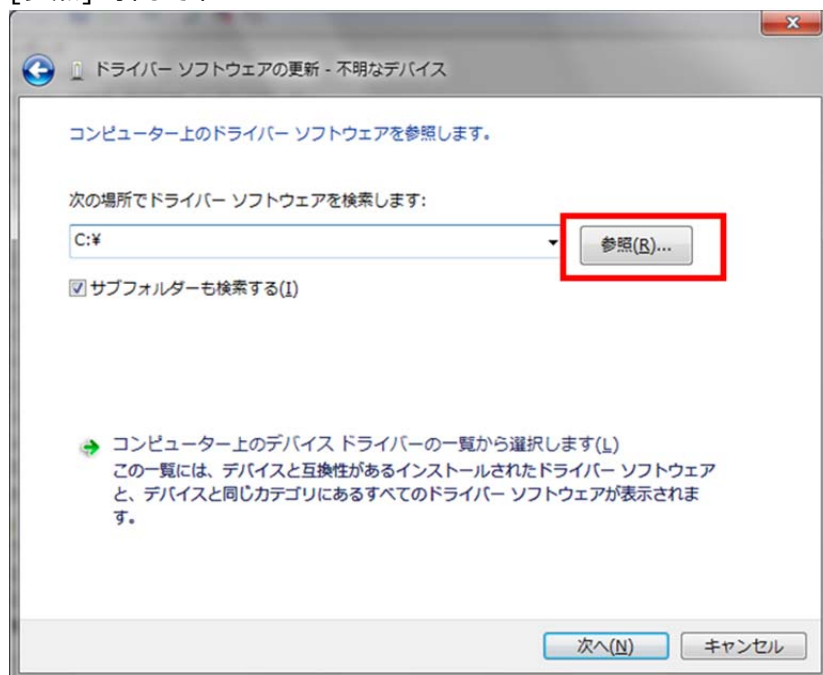 ドライバー ソフトウェアの更新 - 不明なデバイス
コンピューター上のドライバー ソフトウェアを参照します。
次の場所でドライバー ソフトウェアを検索します:
C:¥
参照(R)...
サブフォルダーも検索する(I)
コンピューター上のデバイス ドライバーの一覧から選択します(L)
この一覧には、デバイスと互換性があるインストールされたドライバー ソフトウェア
と、デバイスと同じカテゴリにあるすべてのドライバー ソフトウェアが表示されま
す。
次へ(N)
キャンセル